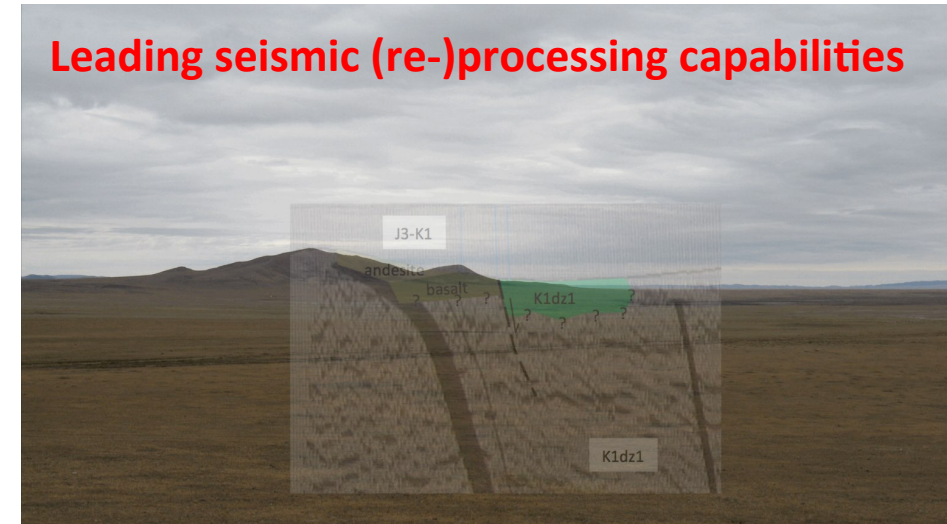 Leading seismic (re-)processing capabilities
J3-K1
andesite
basalt
? ? ?
K1dz1
?
? ? ? ?
K1dz1